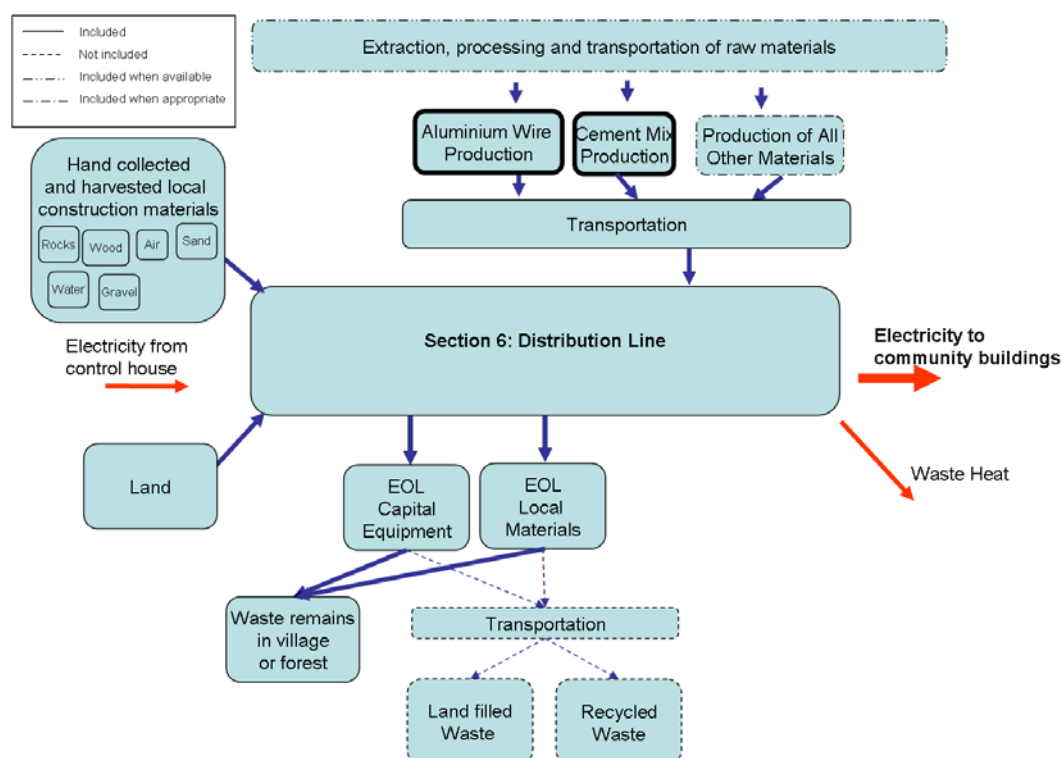 Included
Not included
Included when available
Included when appropriate
Extraction, processing and transportation of raw materials
Aluminium Wire
Production
Cement Mix
Production
Production of All
Other Materials
Hand collected
and harvested local
construction materials
Rocks
Wood
Air
Sand
Water
Gravel
Transportation
Section 6: Distribution Line
Electricity from
control house
Electricity to
community buildings
Land
EOL
Capital
Equipment
EOL
Local
Materials
Waste Heat
Waste remains
in village
or forest
Transportation
Land filled
Waste
Recycled
Waste